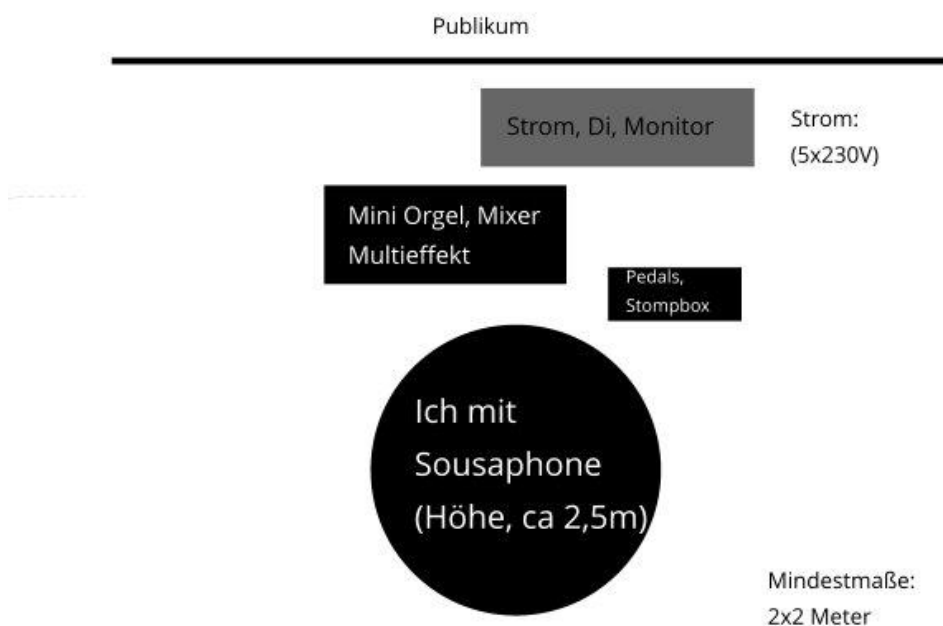 Publikum
Strom, Di, Monitor
Strom:
(5x230V)
Mini Orgel, Mixer
Multieffekt
Pedals,
Stompbox
Ich mit
Sousaphone
(Höhe, ca 2,5m)
Mindestmaße:
2x2 Meter